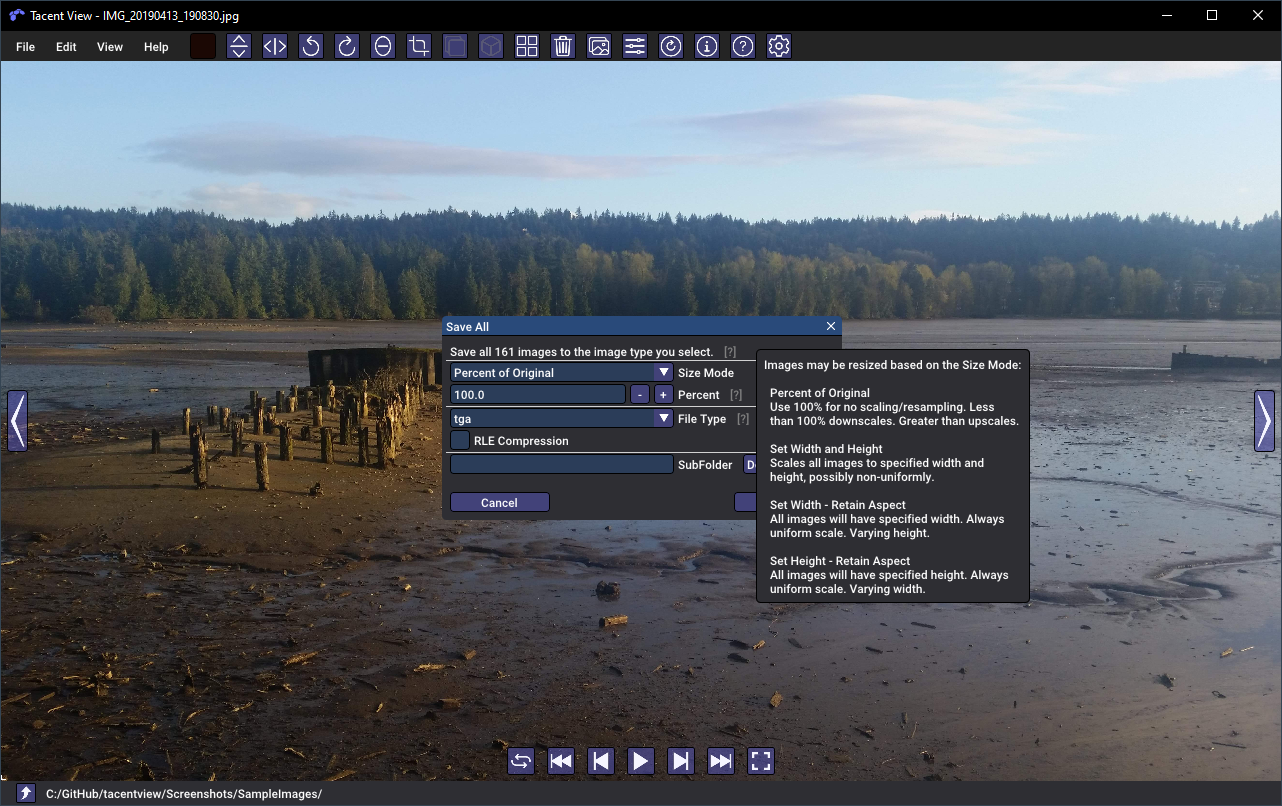 Tacent View - IMG_20190413_190830.jpg
File Edit View Help
Save All
Save all 161 images to the image type you select. [?]
Percent of Original Size Mode
100.0 - + Percent [?]
tga File Type [?]
RLE Compression
SubFolder
Cancel
Images may be resized based on the Size Mode:
Percent of Original
Use 100% for no scaling/resampling. Less
than 100% downscales. Greater than upscales.
Set Width and Height
Scales all images to specified width and
height, possibly non-uniformly.
Set Width - Retain Aspect
All images will have specified width. Always
uniform scale. Varying height.
Set Height - Retain Aspect
All images will have specified height. Always
uniform scale. Varying width.
C:/GitHub/tacentview/Screenshots/SampleImages/